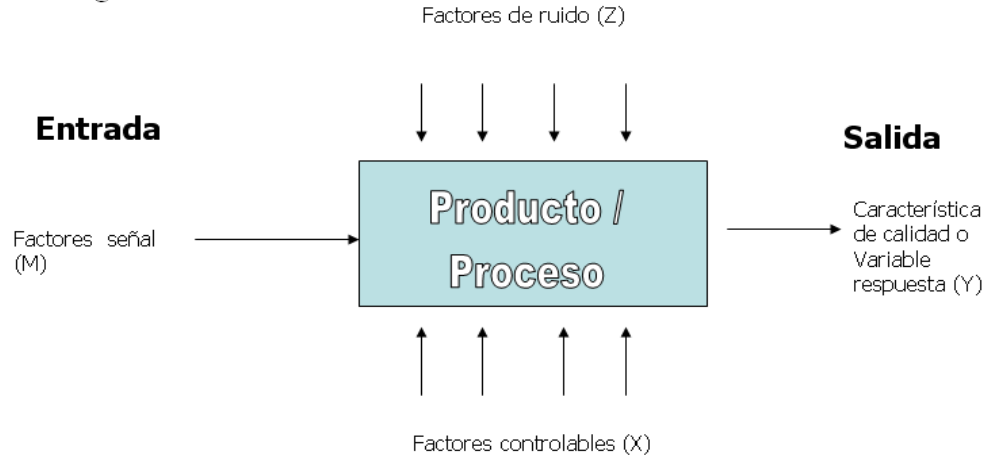 Factores de ruido (Z)
Entrada
Salida
Producto /
Proceso
Factores señal
(M)
Característica
de calidad o
Variable
respuesta (Y)
Factores controlables (X)